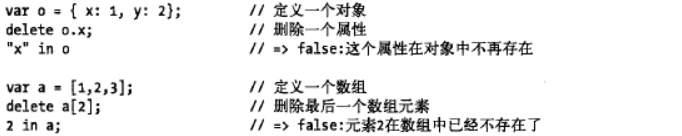 var o = { x: 1, y: 2}; // 定义一个对象
delete o.x; // 删除一个属性
"x" in o // => false:这个属性在对象中不再存在
var a = [1,2,3]; // 定义一个数组
delete a[2]; // 删除最后一个数组元素
2 in a; // => false:元素2在数组中已经不存在了